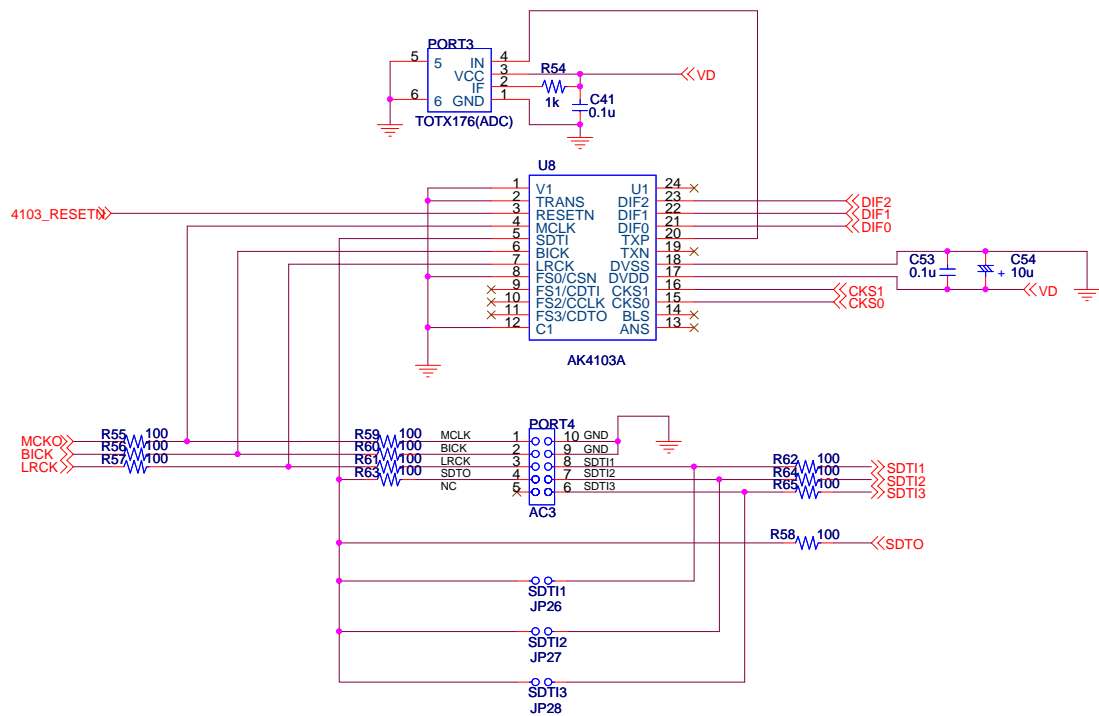 PORT3
5 5 IN 4
VCC 3
IF 2
6 6 GND 1
TOTX176(ADC)
R54
1k
C41
0.1u
VD
U8
1 V1 U1 24
2 TRANS DIF2 23
3 RESETN DIF1 22
4 MCLK DIF0 21
5 SDTI TXP 20
6 BICK TXN 19
7 LRCK DVSS 18
8 FS0/CSN DVDD 17
9 FS1/CDTI CKS1 16
10 FS2/CCLK CKS0 15
11 FS3/CDTO BLS 14
12 C1 ANS 13
AK4103A
4103_RESETN
DIF2
DIF1
DIF0
C53
0.1u
C54
+ 10u
VD
CKS1
CKS0
PORT4
MCKO R55 100 R59 100 MCLK 1 10 GND
BICK R56 100 R60 100 BICK 2 9 GND
LRCK R57 100 R61 100 LRCK 3 8 SDTI1 R62 100 SDTI1
R63 100 SDTO 4 7 SDTI2 R64 100 SDTI2
NC 5 6 SDTI3 R65 100 SDTI3
AC3
R58 100 SDTO
SDTI1
JP26
SDTI2
JP27
SDTI3
JP28